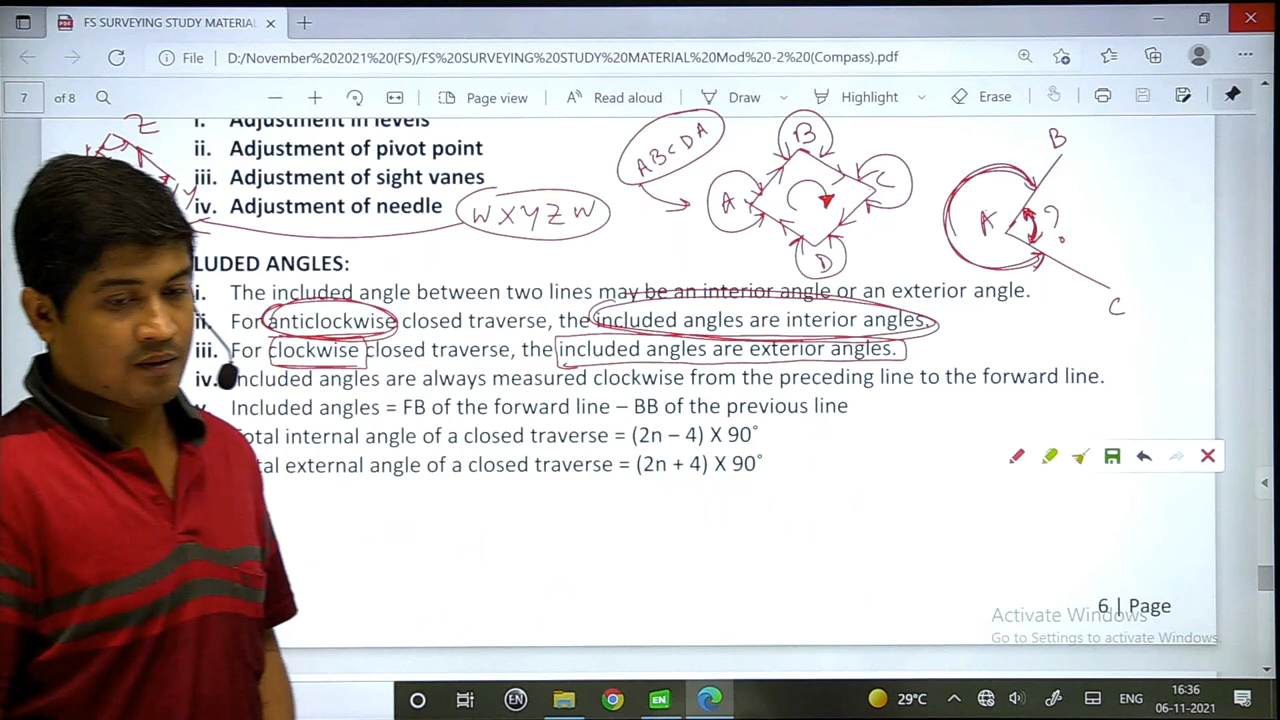 FS SURVEYING STUDY MATERIAL
File D:/November%202021%20(FS)/FS%20SURVEYING%20STUDY%20MATERIAL%20Mod%20-2%20(Compass).pdf
7 of 8 Page view Read aloud Draw Highlight Erase
i. Adjustment in levels
ii. Adjustment of pivot point
iii. Adjustment of sight vanes
iv. Adjustment of needle
Z
Y
W X Y Z W
A B C D A
B
A
C
D
B
A
?
C
LUDED ANGLES:
i. The included angle between two lines may be an interior angle or an exterior angle.
ii. For anticlockwise closed traverse, the included angles are interior angles.
iii. For clockwise closed traverse, the included angles are exterior angles.
iv. Included angles are always measured clockwise from the preceding line to the forward line.
Included angles = FB of the forward line – BB of the previous line
Total internal angle of a closed traverse = (2n – 4) X 90˚
al external angle of a closed traverse = (2n + 4) X 90˚
6 | Page
Activate Windows
Go to Settings to activate Windows.
EN EN 29°C ENG 16:36
06-11-2021